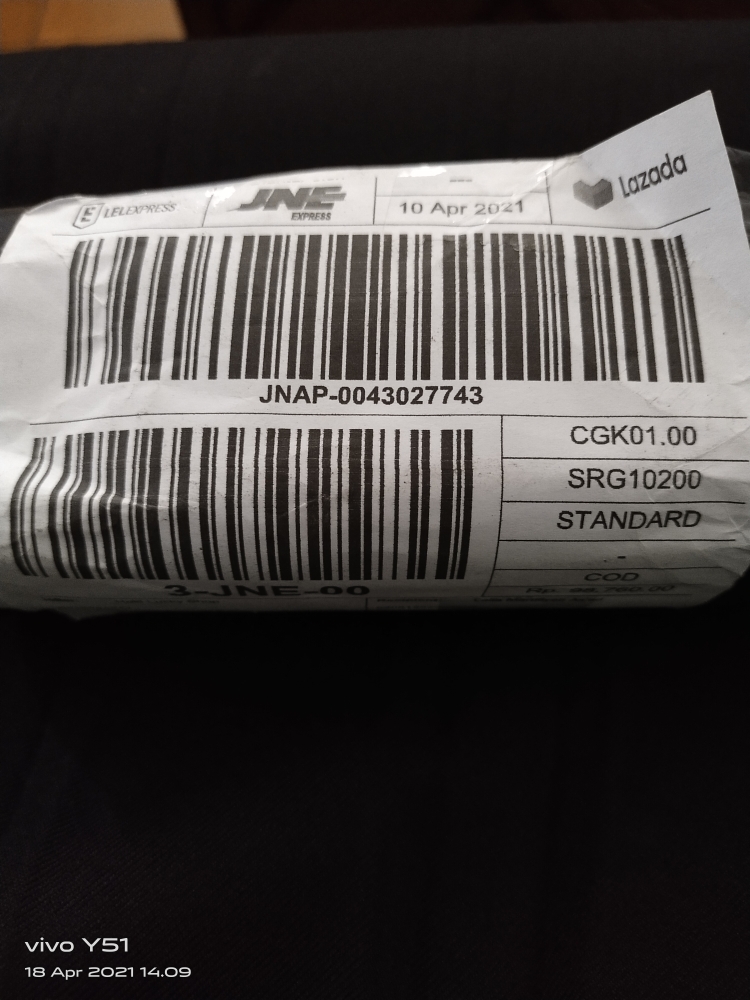 LELEXPRESS
JNE
EXPRESS
10 Apr 2021
Lazada
JNAP-0043027743
CGK01.00
SRG10200
STANDARD
-
COD
3-JNE-00
Rp.
vivo Y51
18 Apr 2021 14.09